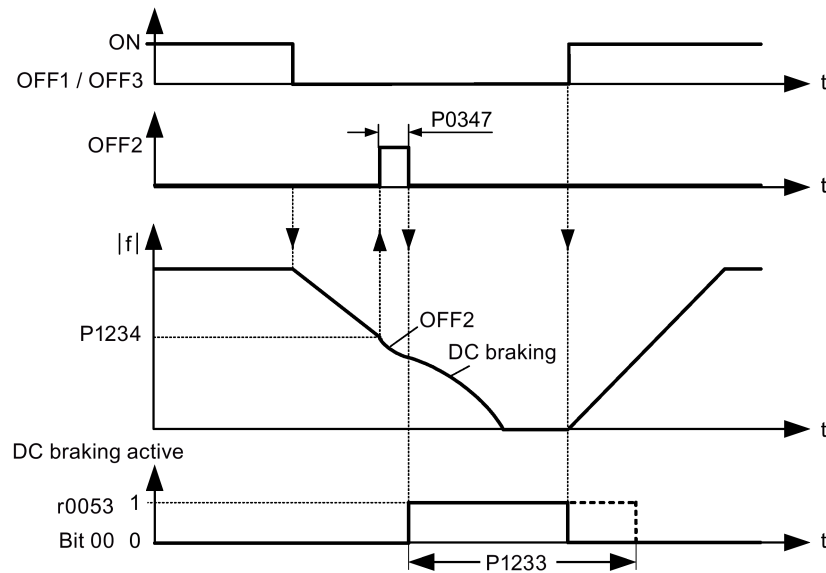 ON
OFF1 / OFF3
t
P0347
OFF2
t
|f|
P1234
OFF2
DC braking
t
DC braking active
r0053 1
Bit 00 0
t
P1233